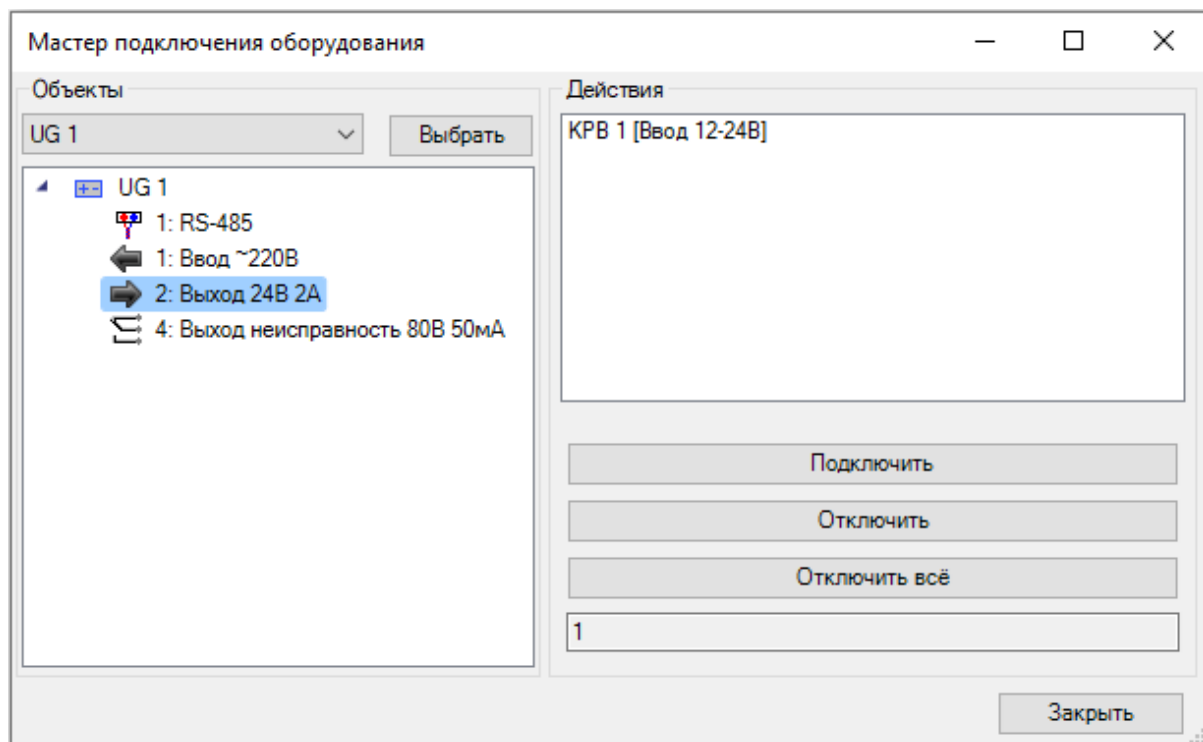 Мастер подключения оборудования
Объекты
UG 1
Выбрать
UG 1
1: RS-485
1: Ввод ~220В
2: Выход 24В 2А
4: Выход неисправность 80В 50мА
Действия
КРВ 1 [Ввод 12-24В]
Подключить
Отключить
Отключить всё
1
Закрыть